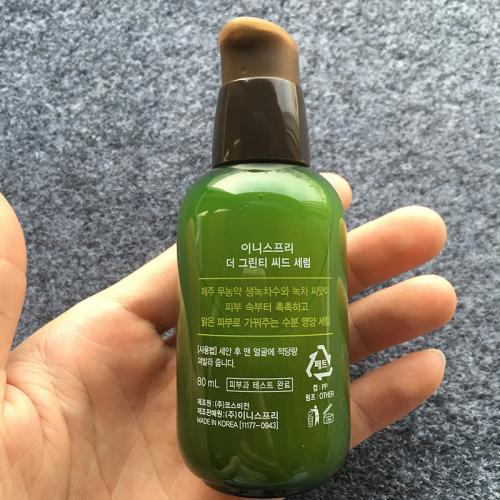 이니스프리
더 그린티 씨드 세럼
제주 무농약 생녹차수와 녹차 씨앗이
피부 속부터 촉촉하고
맑은 피부로 가꿔주는 수분 영양 세럼
[사용법] 세안 후 맨 얼굴에 적당량
펴발라 줍니다.
80 mL 피부과 테스트 완료
페트
캡 : PP
펌프 : OTHER
제조원 : (주)코스비전
제조판매원 : (주)이니스프리
MADE IN KOREA [11177-0943]